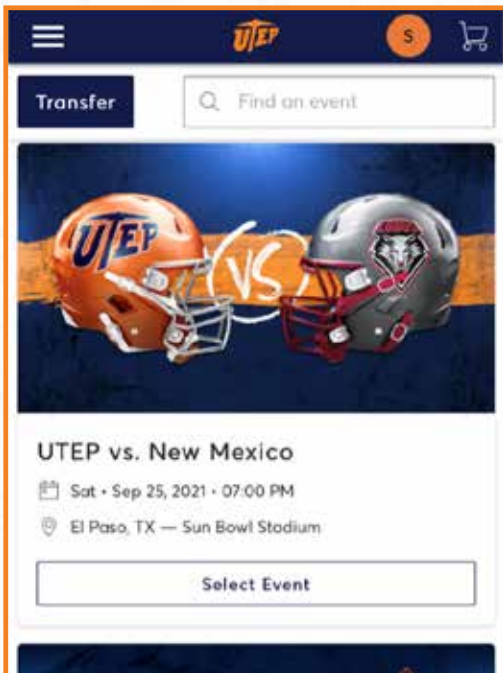 UTEP
S
Transfer
Find an event
UTEP
VS
UTEP vs. New Mexico
Sat • Sep 25, 2021 • 07:00 PM
El Paso, TX — Sun Bowl Stadium
Select Event